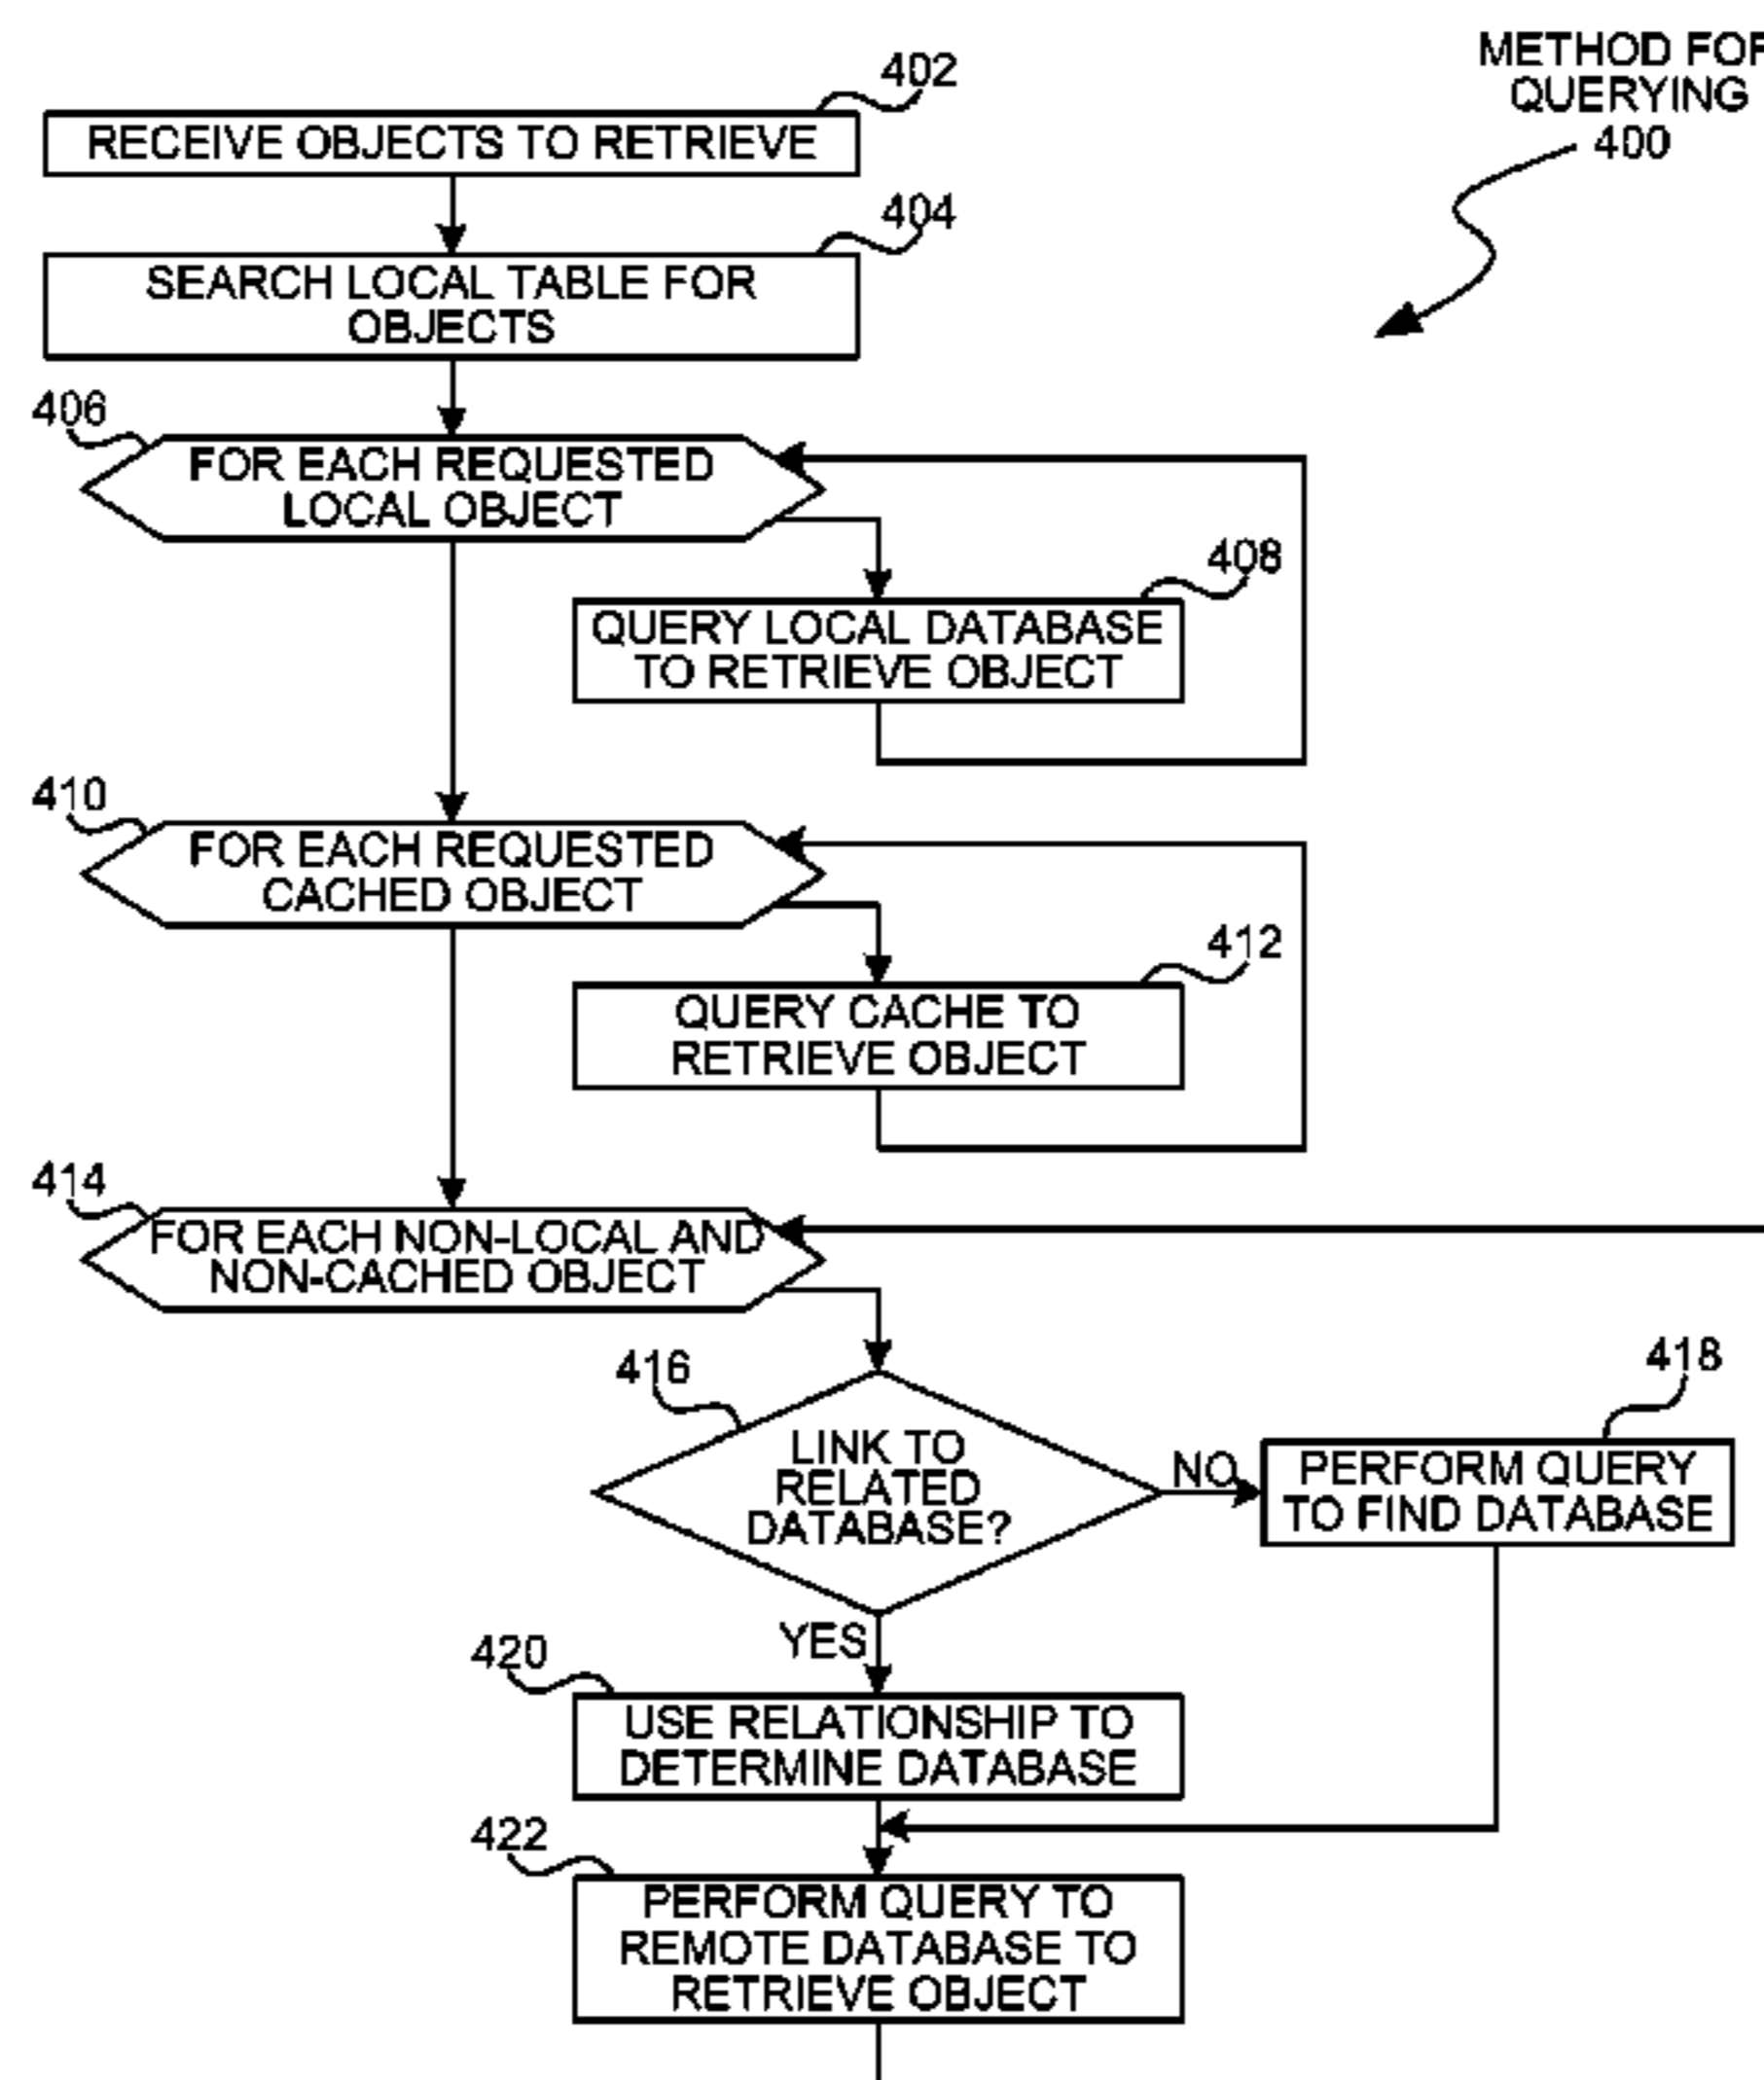 METHOD FOR
QUERYING
400
402
RECEIVE OBJECTS TO RETRIEVE
404
SEARCH LOCAL TABLE FOR
OBJECTS
406
FOR EACH REQUESTED
LOCAL OBJECT
408
QUERY LOCAL DATABASE
TO RETRIEVE OBJECT
410
FOR EACH REQUESTED
CACHED OBJECT
412
QUERY CACHE TO
RETRIEVE OBJECT
414
FOR EACH NON-LOCAL AND
NON-CACHED OBJECT
416
LINK TO
RELATED
DATABASE?
NO
418
PERFORM QUERY
TO FIND DATABASE
YES
420
USE RELATIONSHIP TO
DETERMINE DATABASE
422
PERFORM QUERY TO
REMOTE DATABASE TO
RETRIEVE OBJECT